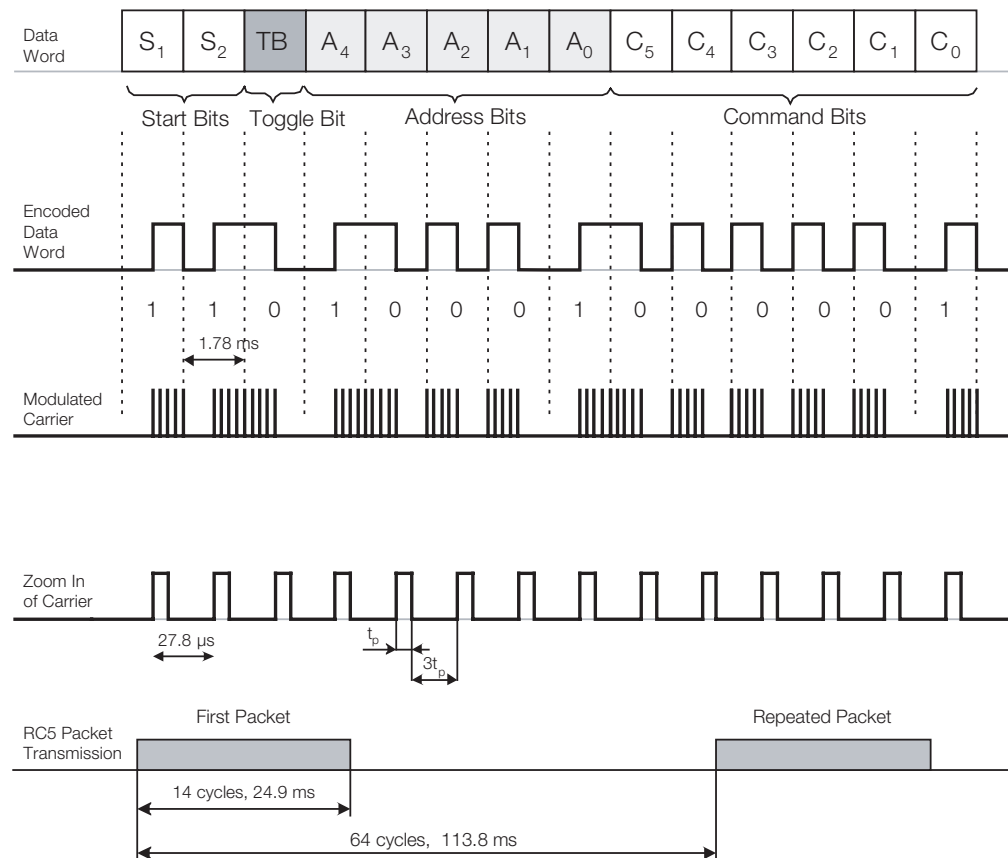 Data
Word
S1 S2 TB A4 A3 A2 A1 A0 C5 C4 C3 C2 C1 C0
Start Bits Toggle Bit Address Bits Command Bits
Encoded
Data
Word
1 1 0 1 0 0 0 1 0 0 0 0 0 1
1.78 ms
Modulated
Carrier
Zoom In
of Carrier
27.8 µs
tp
3tp
First Packet Repeated Packet
RC5 Packet
Transmission
14 cycles, 24.9 ms
64 cycles, 113.8 ms